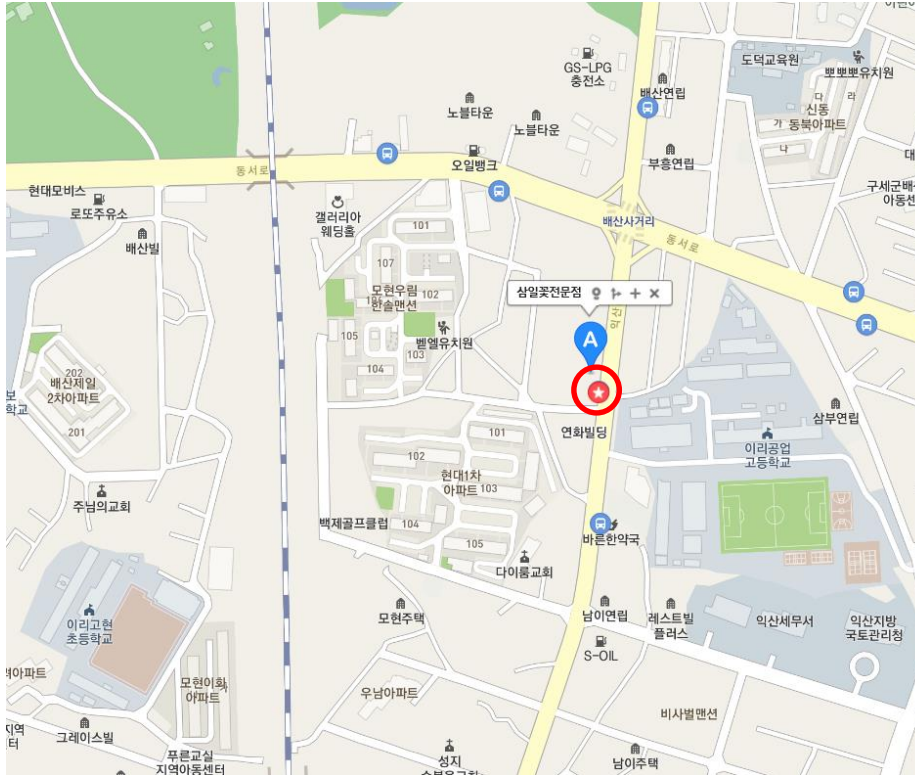 GS-LPG
충전소
도덕교육원
뽀뽀뽀유치원
배산연립
다
라
신동
동북아파트
가
나
노블타운
노블타운
오일뱅크
부흥연립
동서로
현대모비스
로또주유소
갤러리아
웨딩홀
101
배산빌
배산사거리
동서로
107
모현우림
한솔맨션
102
삼일꽃전문점
A
익산
105
벧엘유치원
103
104
202
배산제일
2차아파트
201
학교
삼부연립
연화빌딩
101
이리공업
고등학교
102
현대1차
아파트
103
주님의교회
백제골프클럽
104
105
바른한약국
다이룸교회
모현주택
남이연립
레스트빌
플러스
익산세무서
익산지방
국토관리청
이리고현
초등학교
S-OIL
모현이화
아파트
우남아파트
비사벌맨션
그레이스빌
푸른교실
지역아동센터
성지
남이주택